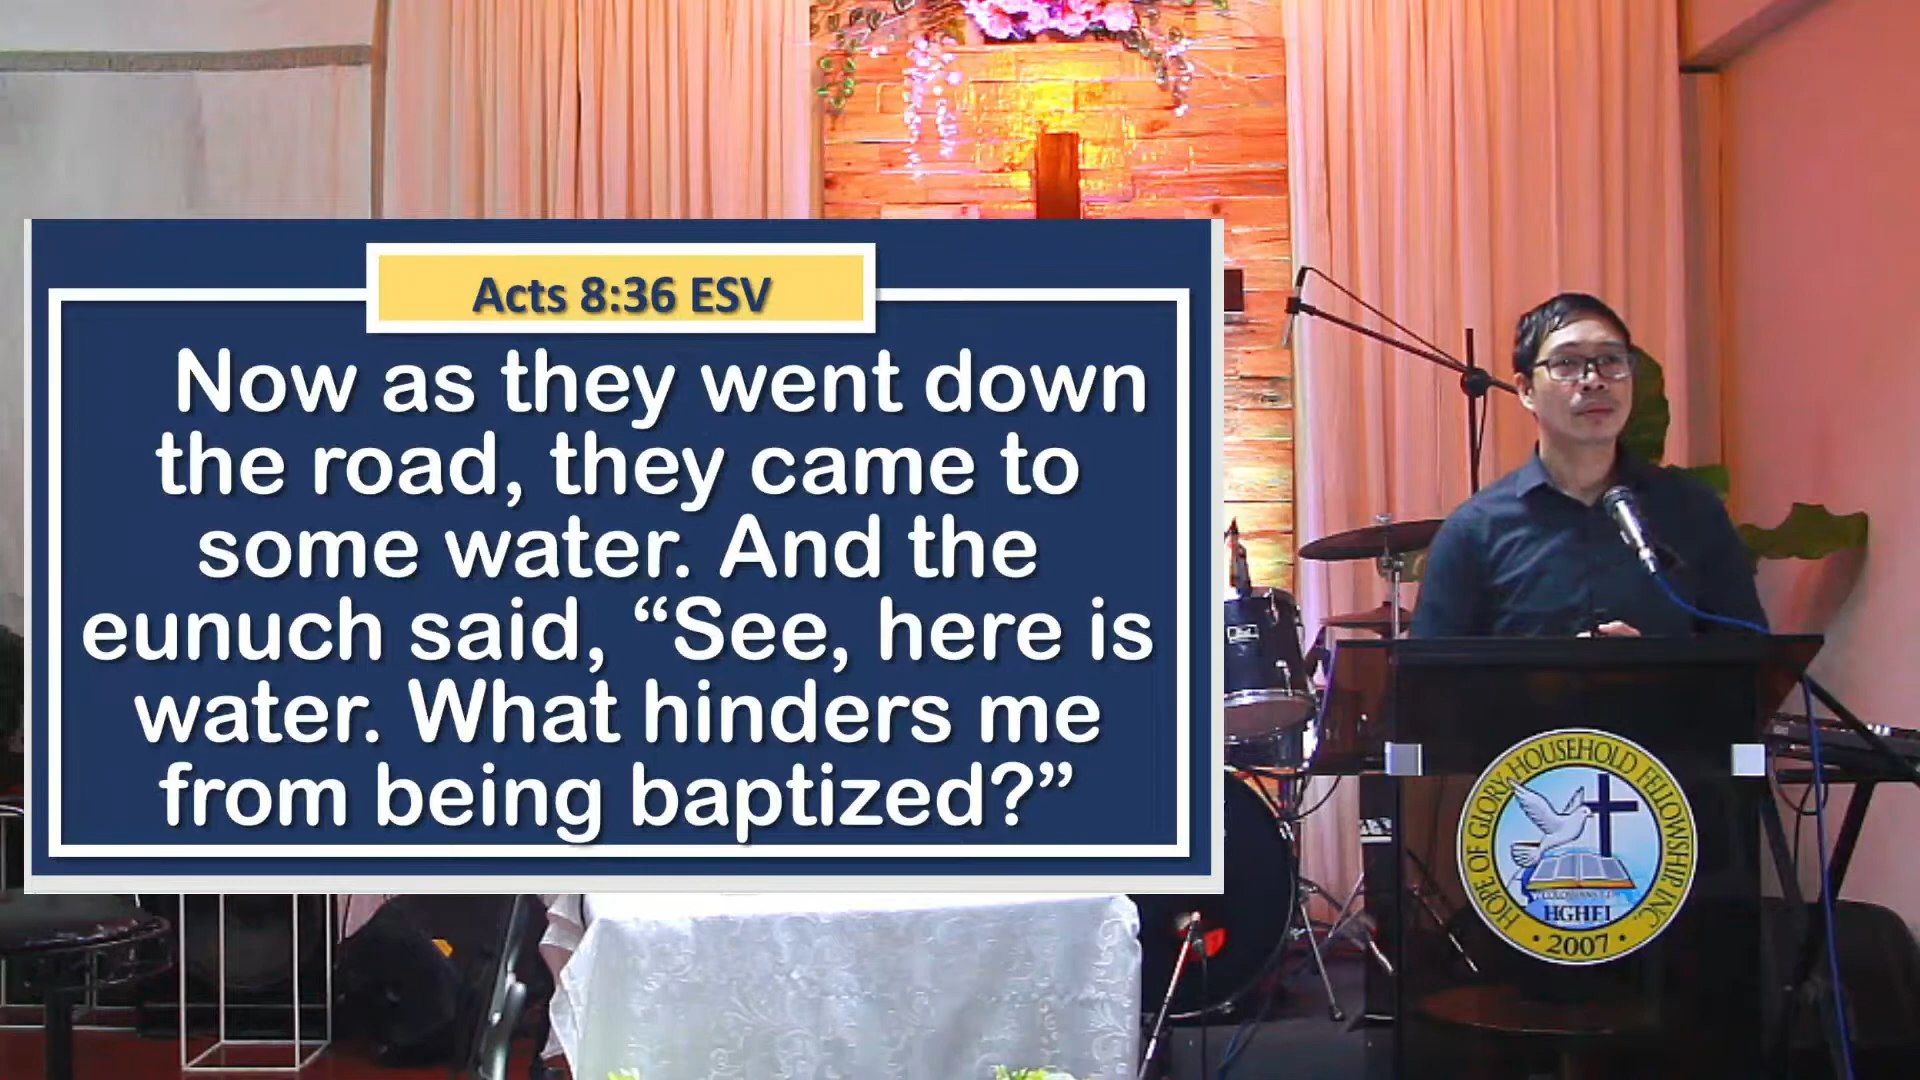 Acts 8:36 ESV
Now as they went down
the road, they came to
some water. And the
eunuch said, “See, here is
water. What hinders me
from being baptized?”
HOPE OF GLORY HOUSEHOLD FELLOWSHIP, INC.
HGHFI
• 2007 •